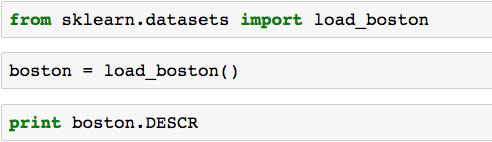 from sklearn.datasets import load_boston
boston = load_boston()
print boston.DESCR